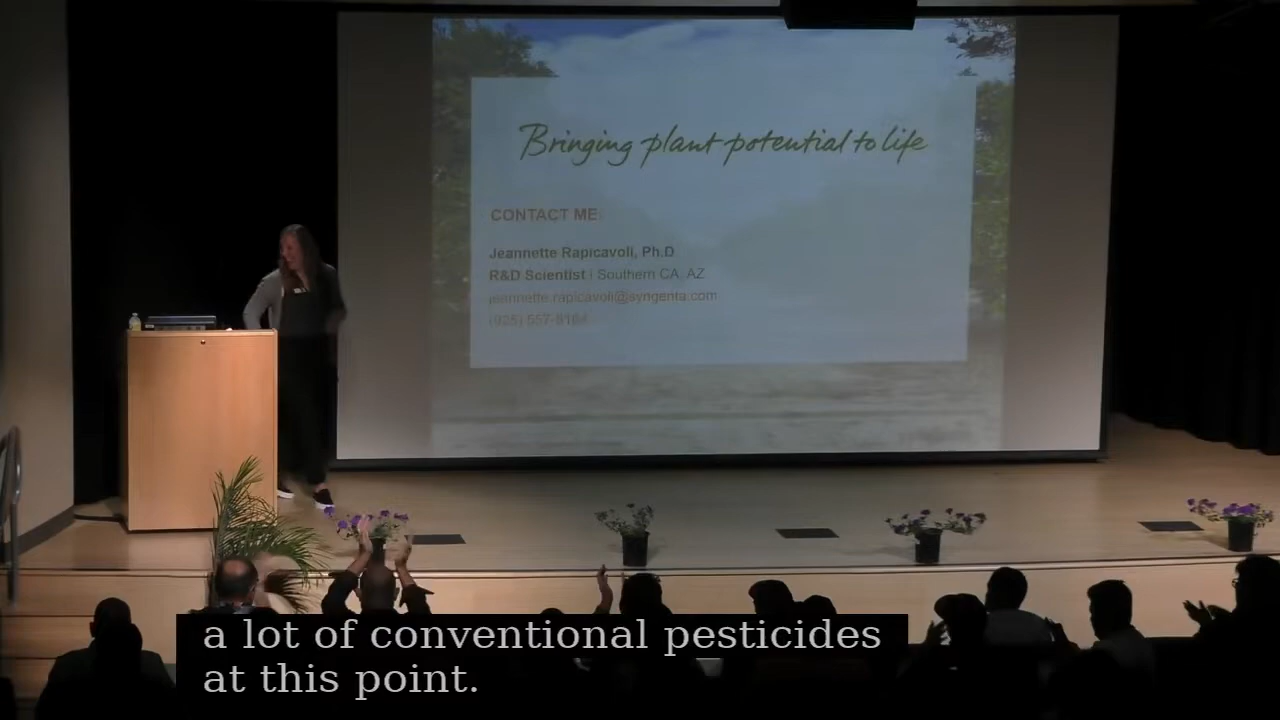 Bringing plant potential to life
CONTACT ME:
Jeannette Rapicavoli, Ph.D
R&D Scientist | Southern CA, AZ
jeannette.rapicavoli@syngenta.com
(925)
a lot of conventional pesticides
at this point.